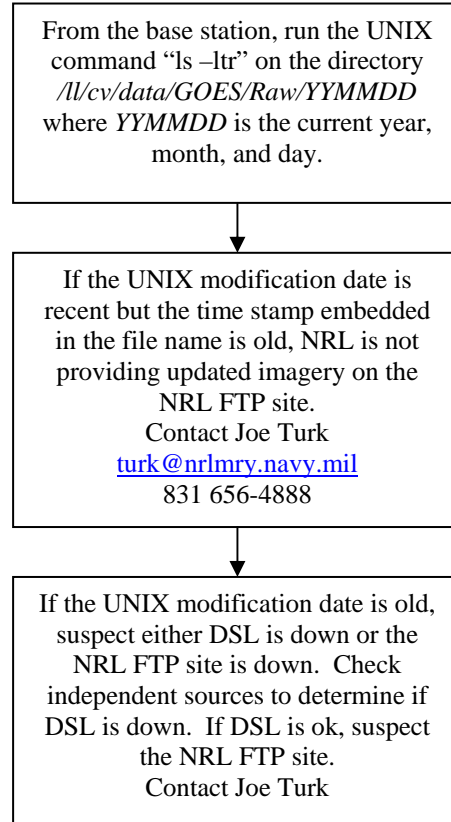 From the base station, run the UNIX
command “ls –ltr” on the directory
/ll/cv/data/GOES/Raw/YYMMDD
where YYMMDD is the current year,
month, and day.
If the UNIX modification date is
recent but the time stamp embedded
in the file name is old, NRL is not
providing updated imagery on the
NRL FTP site.
Contact Joe Turk
turk@nrlmry.navy.mil
831 656-4888
If the UNIX modification date is old,
suspect either DSL is down or the
NRL FTP site is down.  Check
independent sources to determine if
DSL is down.  If DSL is ok, suspect
the NRL FTP site.
Contact Joe Turk